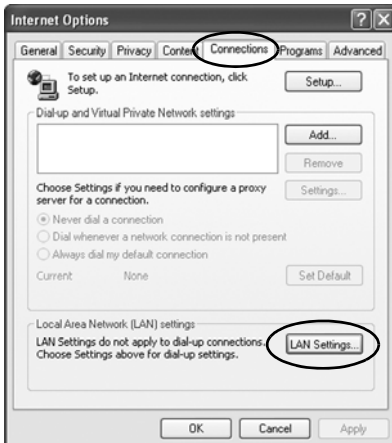 Internet Options
General Security Privacy Content Connections Programs Advanced
To set up an Internet connection, click
Setup.
Setup...
Dial-up and Virtual Private Network settings
Add...
Remove
Choose Settings if you need to configure a proxy
server for a connection.
Settings...
Never dial a connection
Dial whenever a network connection is not present
Always dial my default connection
Current None
Set Default
Local Area Network (LAN) settings
LAN Settings do not apply to dial-up connections.
Choose Settings above for dial-up settings.
LAN Settings...
OK Cancel Apply